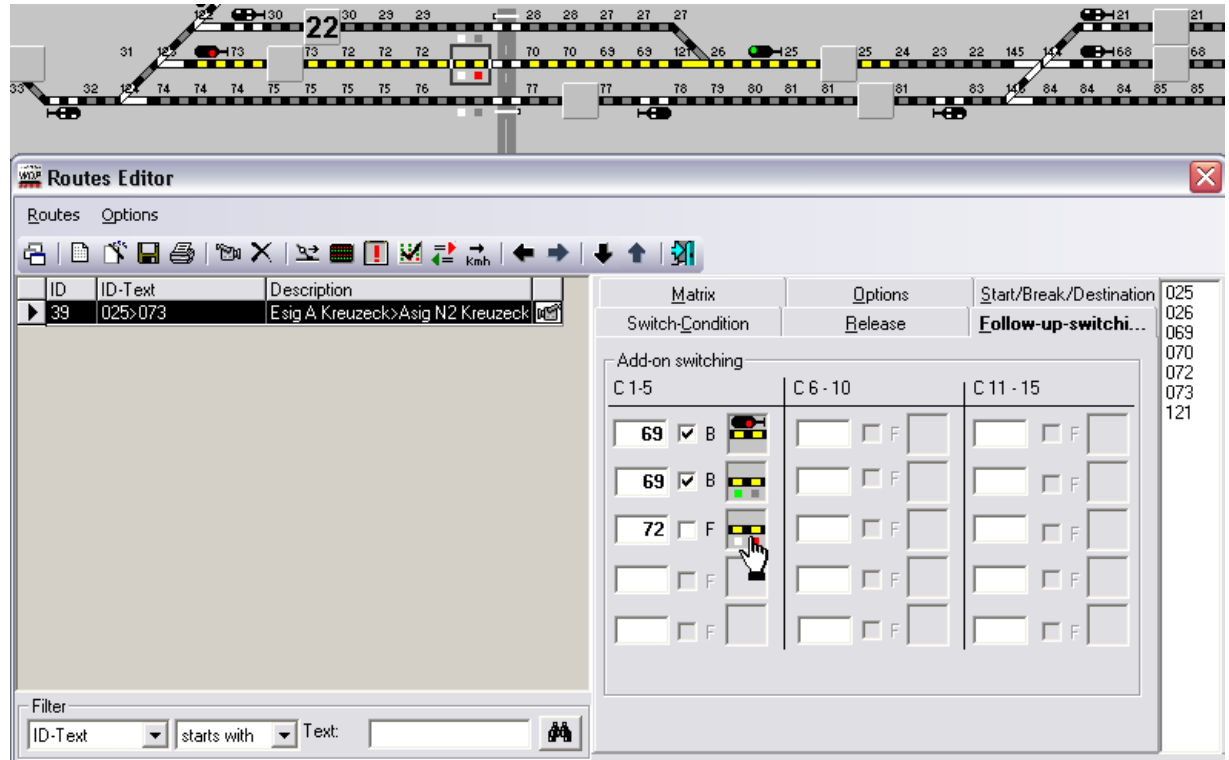 122 30 22 30 29 29 28 28 27 27 27 21 21
31 123 73 73 72 72 72 70 70 69 69 121 26 25 25 24 23 22 145 147 68 68
33 32 124 74 74 74 75 75 75 75 76 77 77 78 79 80 81 81 81 83 146 84 84 84 85 85
Routes Editor
Routes Options
Kmh
ID ID-Text Description
39 025>073 Esig A Kreuzeck>Asig N2 Kreuzeck
Matrix Options Start/Break/Destination
Switch-Condition Release Follow-up-switchi...
025
026
069
070
072
073
121
Add-on switching
C 1-5 C 6 - 10 C 11 - 15
69 B F F
69 B F F
72 F F F
F F F
F F F
Filter
ID-Text starts with Text: